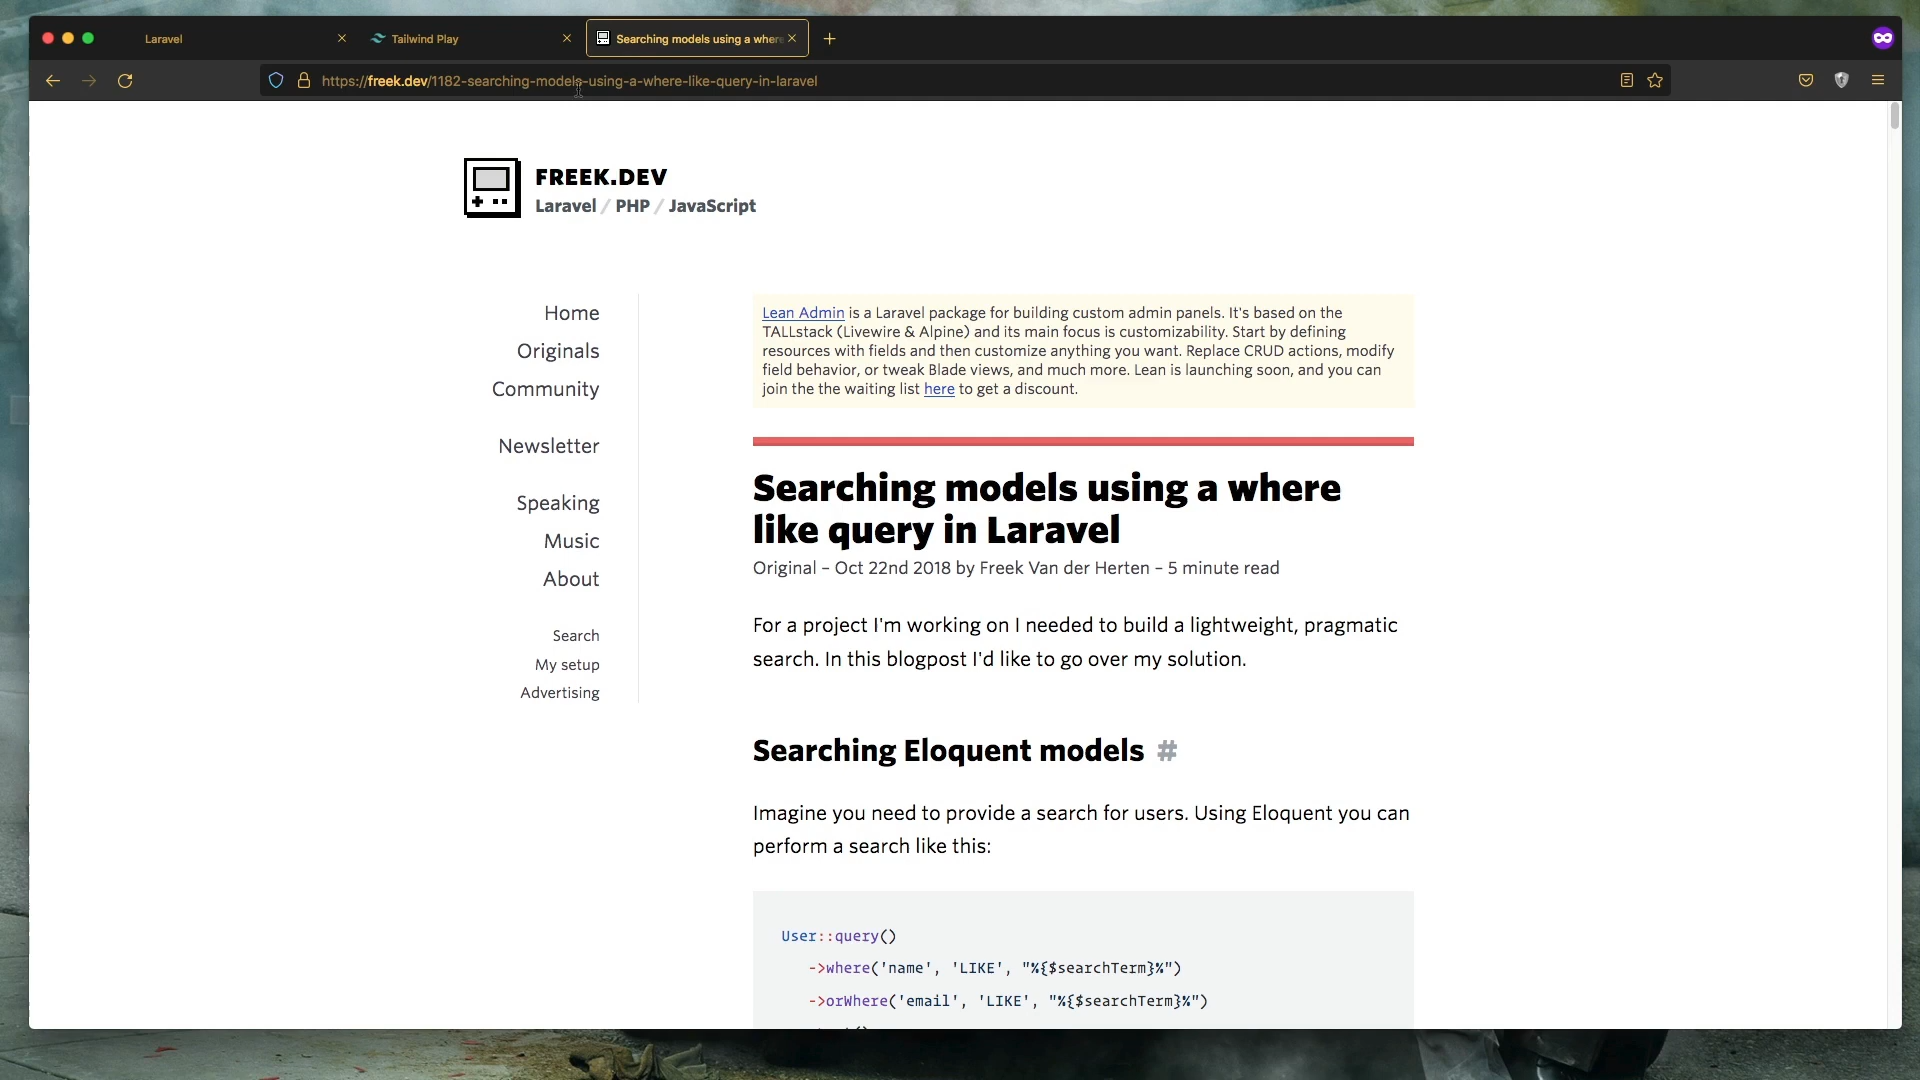 Laravel
Tailwind Play
Searching models using a where
https://freek.dev/1182-searching-models-using-a-where-like-query-in-laravel
FREEK.DEV
Laravel / PHP / JavaScript
Home
Originals
Community
Newsletter
Speaking
Music
About
Search
My setup
Advertising
Lean Admin is a Laravel package for building custom admin panels. It's based on the
TALLstack (Livewire & Alpine) and its main focus is customizability. Start by defining
resources with fields and then customize anything you want. Replace CRUD actions, modify
field behavior, or tweak Blade views, and much more. Lean is launching soon, and you can
join the the waiting list here to get a discount.
Searching models using a where
like query in Laravel
Original – Oct 22nd 2018 by Freek Van der Herten – 5 minute read
For a project I'm working on I needed to build a lightweight, pragmatic
search. In this blogpost I'd like to go over my solution.
Searching Eloquent models #
Imagine you need to provide a search for users. Using Eloquent you can
perform a search like this:
User::query()
->where('name', 'LIKE', "%{$searchTerm}%")
->orWhere('email', 'LIKE', "%{$searchTerm}%")